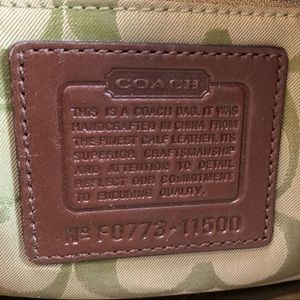 COACH
THIS IS A COACH BAG. IT WAS
HANDCRAFTED IN CHINA FROM
THE FINEST LEATHER. ITS
SUPERIOR CRAFTSMANSHIP
AND ATTENTION TO DETAIL
REFLECT OUR COMMITMENT
TO ENDURING QUALITY.
Nº F0773-11500